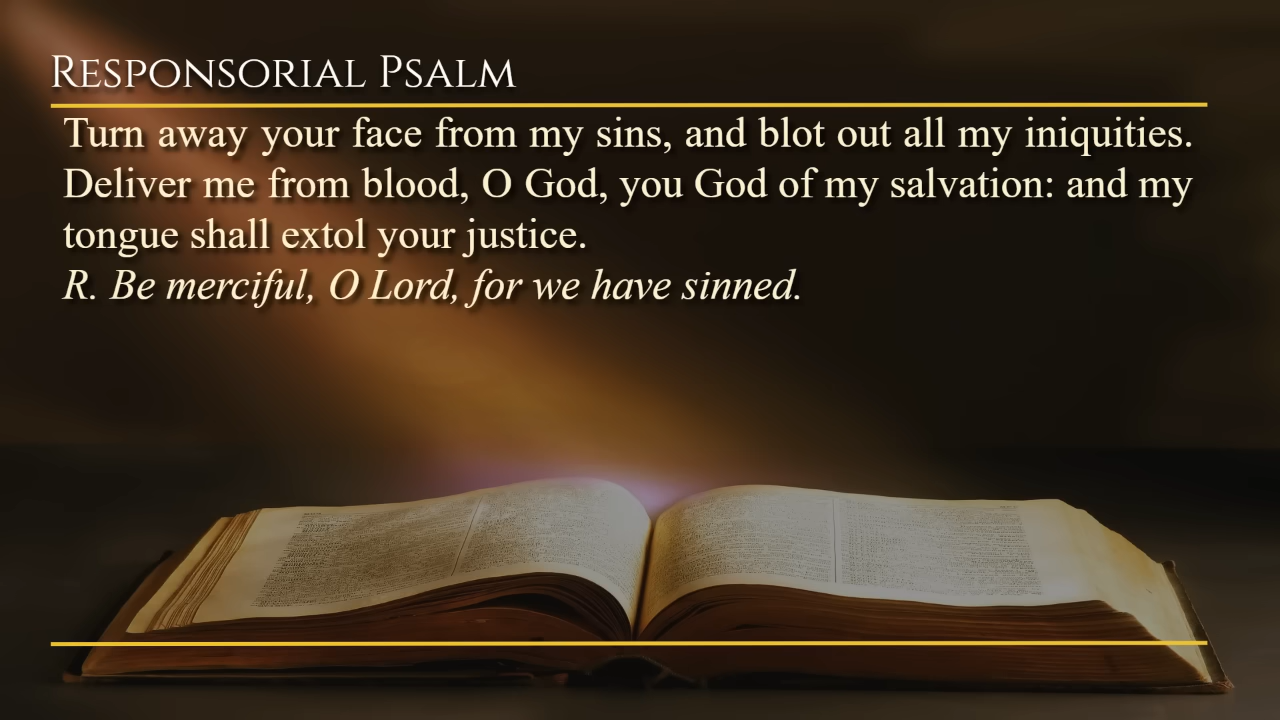 Responsorial Psalm
Turn away your face from my sins, and blot out all my iniquities.
Deliver me from blood, O God, you God of my salvation: and my
tongue shall extol your justice.
R. Be merciful, O Lord, for we have sinned.